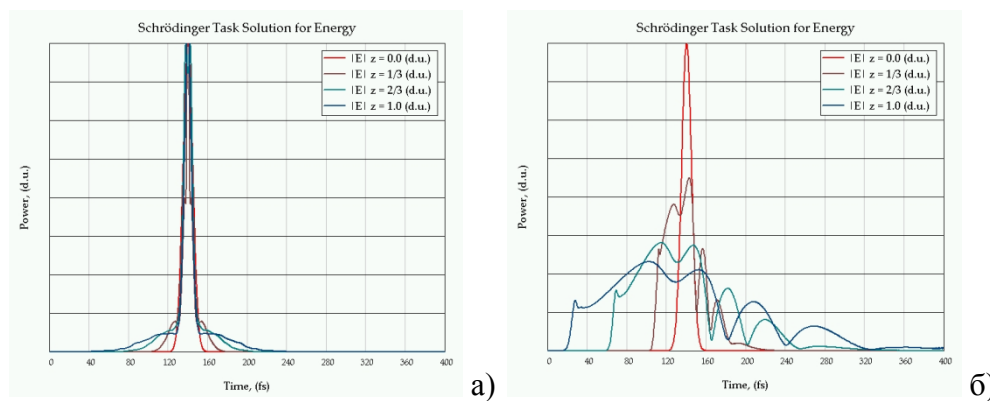 Schrödinger Task Solution for Energy
|E| z = 0.0 (d.u.)
|E| z = 1/3 (d.u.)
|E| z = 2/3 (d.u.)
|E| z = 1.0 (d.u.)
Power, (d.u.)
0 40 80 120 160 200 240 280 320 360 400
Time, (fs)
а)
Schrödinger Task Solution for Energy
|E| z = 0.0 (d.u.)
|E| z = 1/3 (d.u.)
|E| z = 2/3 (d.u.)
|E| z = 1.0 (d.u.)
Power, (d.u.)
0 40 80 120 160 200 240 280 320 360 400
Time, (fs)
б)